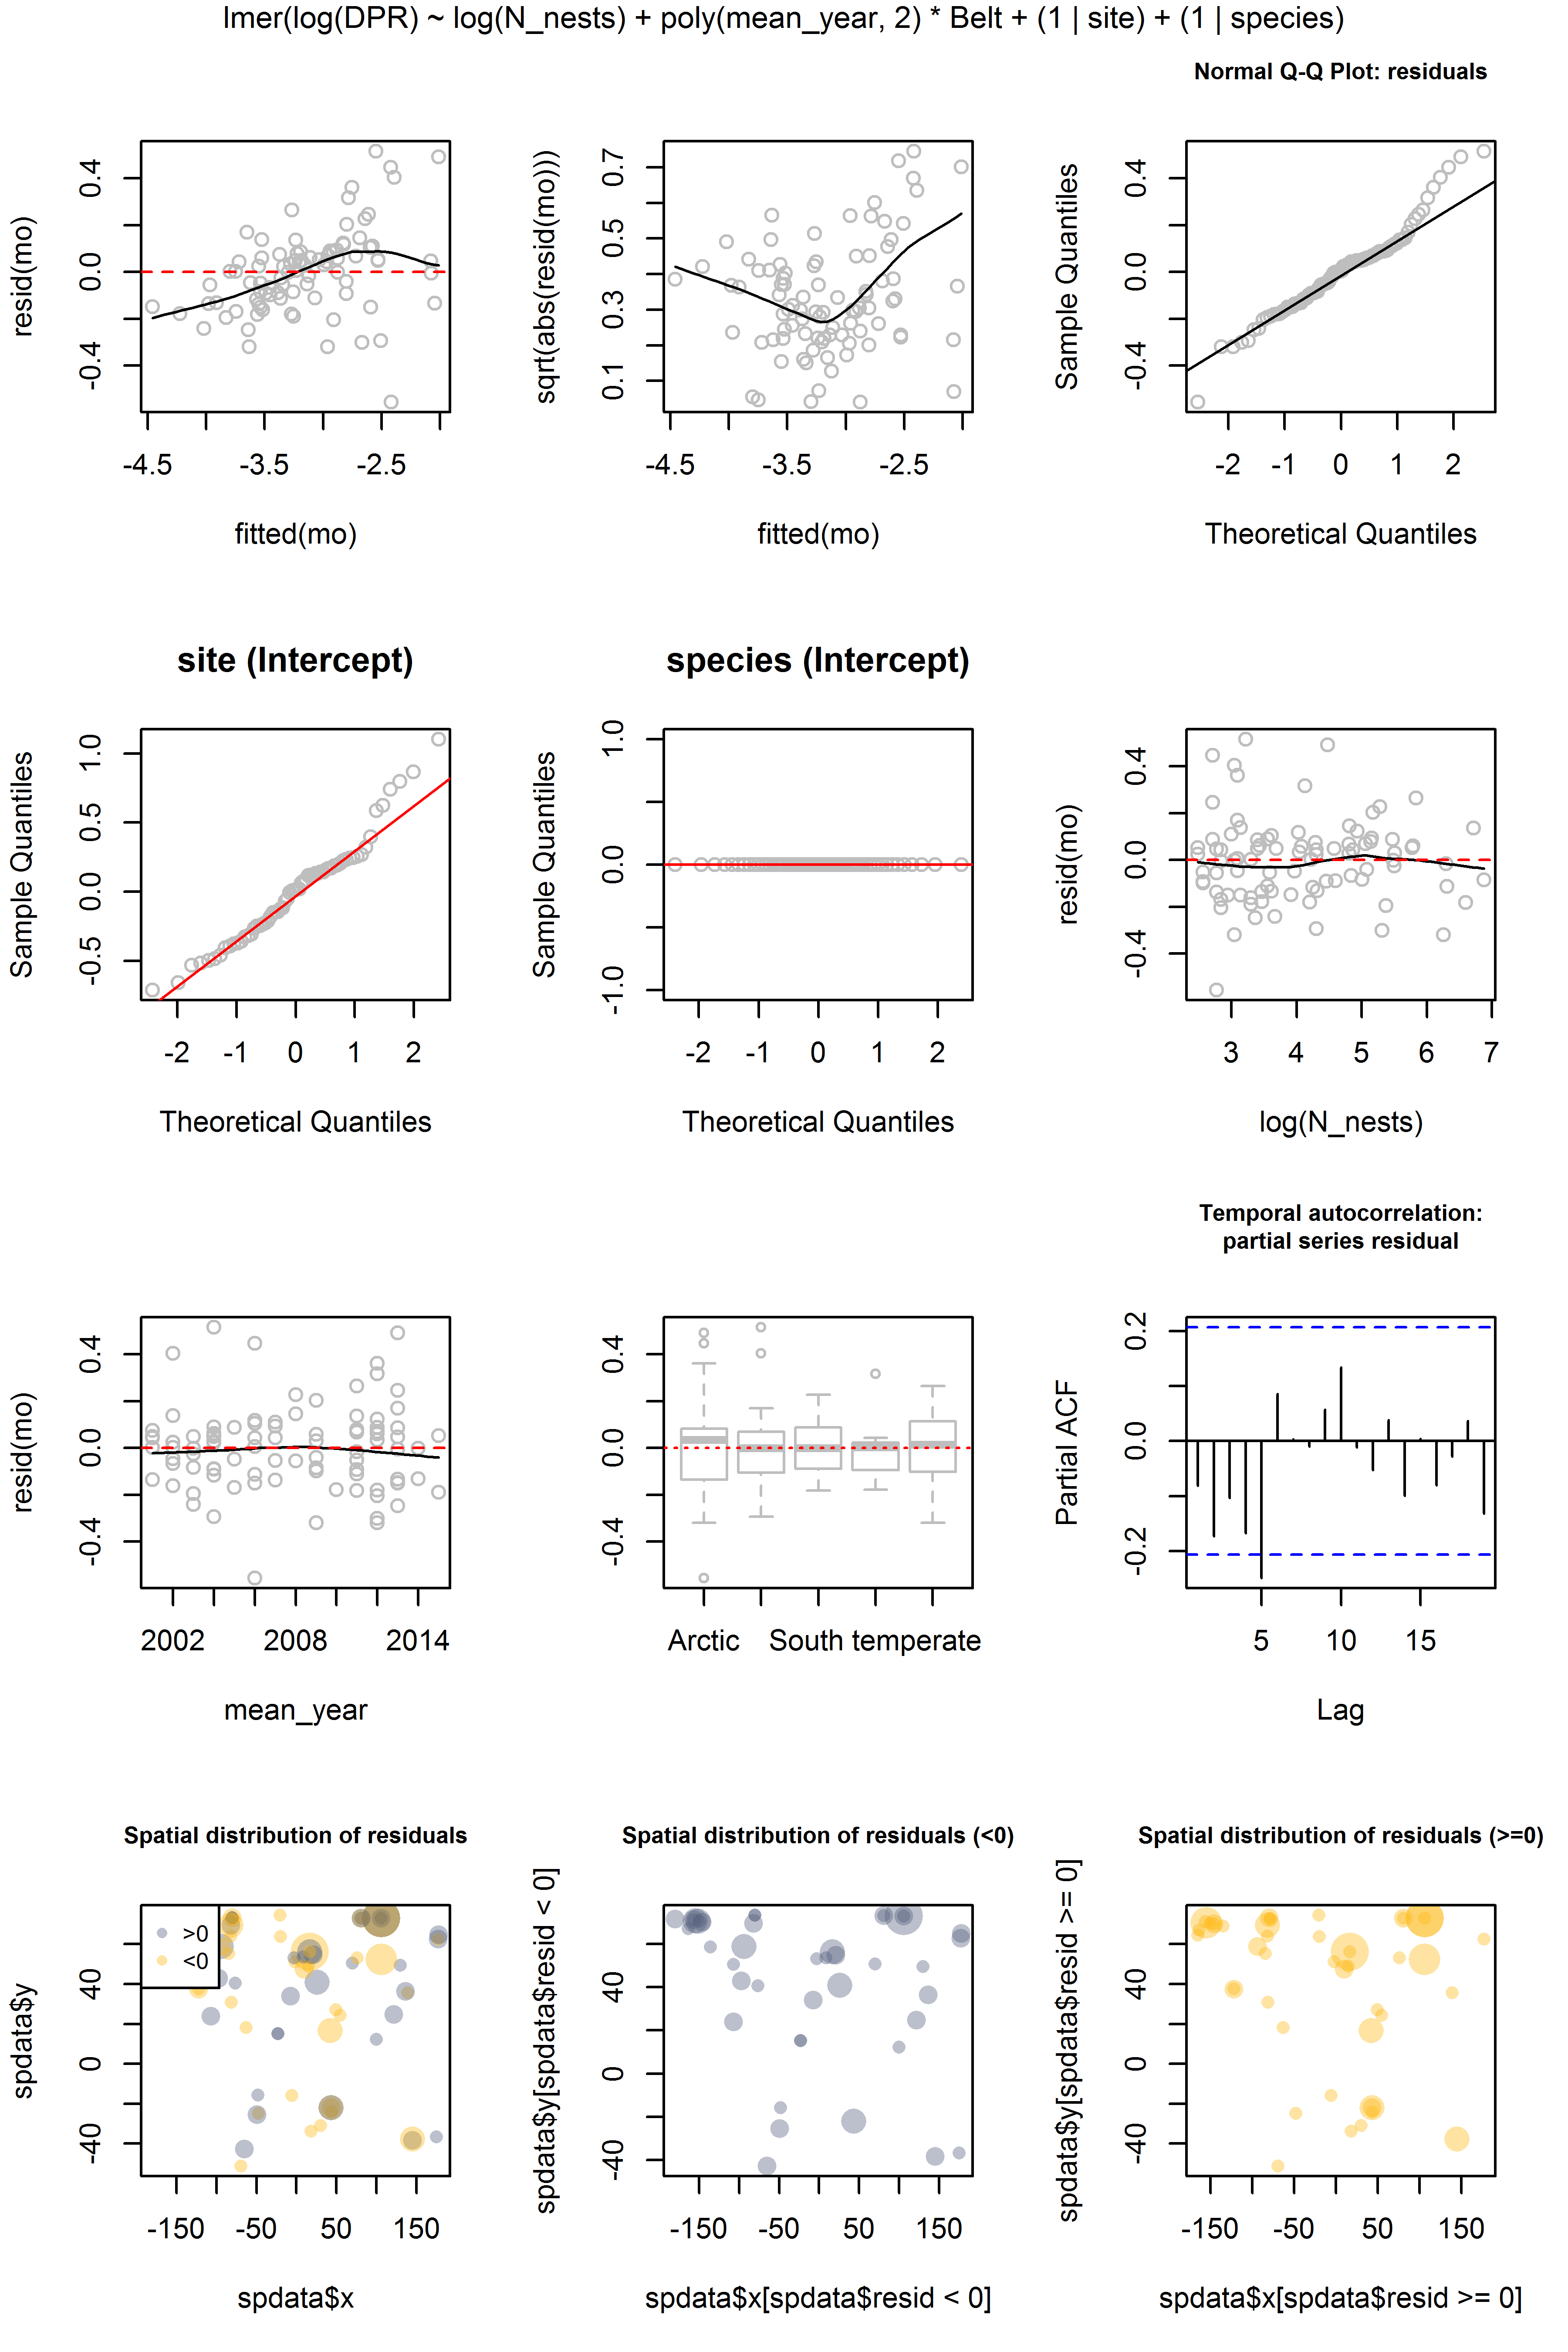 lmer(log(DPR) ~ log(N_nests) + poly(mean_year, 2) * Belt + (1 | site) + (1 | species)
resid(mo)
0.4
0.0
-0.4
-4.5 -3.5 -2.5
fitted(mo)
sqrt(abs(resid(mo)))
0.7
0.5
0.3
0.1
-4.5 -3.5 -2.5
fitted(mo)
Normal Q-Q Plot: residuals
Sample Quantiles
0.4
0.0
-0.4
-2 -1 0 1 2
Theoretical Quantiles
site (Intercept)
Sample Quantiles
1.0
0.5
0.0
-0.5
-2 -1 0 1 2
Theoretical Quantiles
species (Intercept)
Sample Quantiles
1.0
0.0
-1.0
-2 -1 0 1 2
Theoretical Quantiles
resid(mo)
0.4
0.0
-0.4
3 4 5 6 7
log(N_nests)
resid(mo)
0.4
0.0
-0.4
2002 2008 2014
mean_year
0.4
0.0
-0.4
Arctic South temperate
Temporal autocorrelation:
partial series residual
Partial ACF
0.2
0.0
-0.2
5 10 15
Lag
Spatial distribution of residuals
spdata$y
>0
<0
40
0
-40
-150 -50 50 150
spdata$x
Spatial distribution of residuals (<0)
spdata$y[spdata$resid < 0]
40
0
-40
-150 -50 50 150
spdata$x[spdata$resid < 0]
Spatial distribution of residuals (>=0)
spdata$y[spdata$resid >= 0]
40
0
-40
-150 -50 50 150
spdata$x[spdata$resid >= 0]